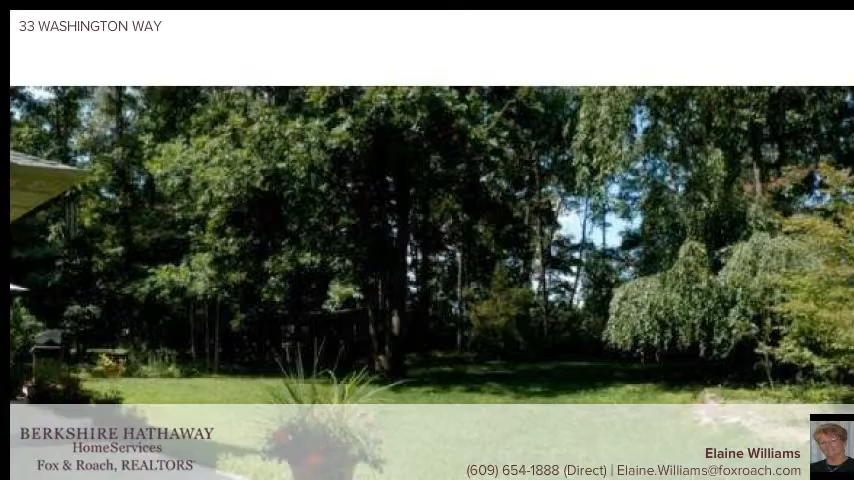 33 WASHINGTON WAY
BERKSHIRE HATHAWAY
HomeServices
Fox & Roach, REALTORS®
Elaine Williams
(609) 654-1888 (Direct) | Elaine.Williams@foxroach.com